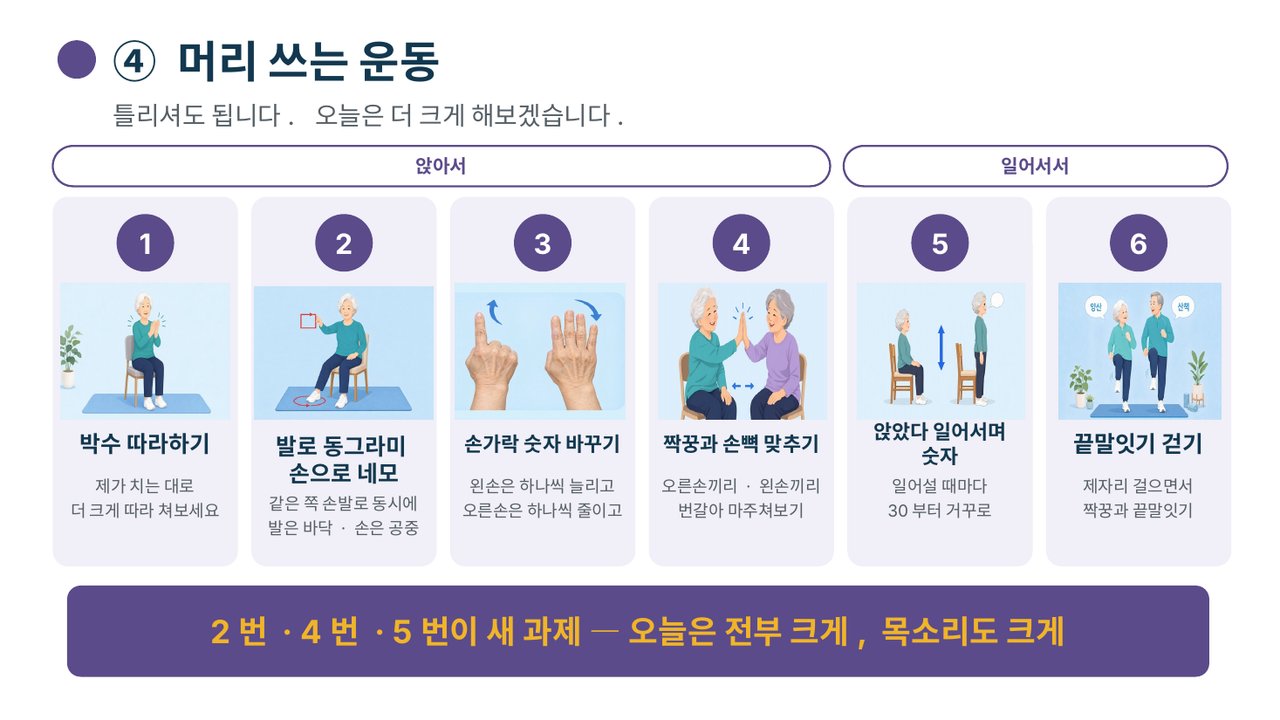 ④ 머리 쓰는 운동
틀리셔도 됩니다 . 오늘은 더 크게 해보겠습니다 .
앉아서
일어서서
1
박수 따라하기
제가 치는 대로
더 크게 따라 쳐보세요
2
발로 동그라미
손으로 네모
같은 쪽 손발로 동시에
발은 바닥 · 손은 공중
3
손가락 숫자 바꾸기
왼손은 하나씩 늘리고
오른손은 하나씩 줄이고
4
짝꿍과 손뼉 맞추기
오른손끼리 · 왼손끼리
번갈아 마주쳐보기
5
앉았다 일어서며
숫자
일어설 때마다
30 부터 거꾸로
6
양산
산책
끝말잇기 걷기
제자리 걸으면서
짝꿍과 끝말잇기
2 번 · 4 번 · 5 번이 새 과제 — 오늘은 전부 크게 , 목소리도 크게